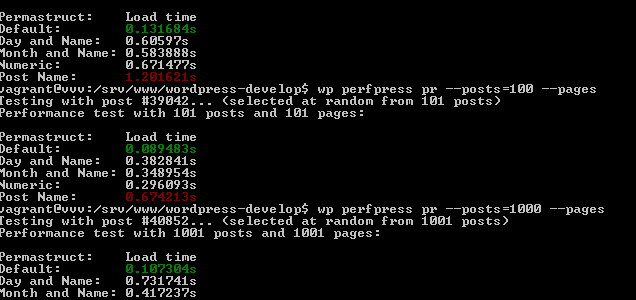 Permastruct:    Load time
Default:        0.131684s
Day and Name:   0.60597s
Month and Name: 0.583888s
Numeric:        0.671477s
Post Name:      1.201621s
vagrant@vvv:/srv/www/wordpress-develop$ wp perfpress pr --posts=100 --pages
Testing with post #39042... (selected at random from 101 posts)
Performance test with 101 posts and 101 pages:

Permastruct:    Load time
Default:        0.089483s
Day and Name:   0.382841s
Month and Name: 0.348954s
Numeric:        0.296093s
Post Name:      0.674213s
vagrant@vvv:/srv/www/wordpress-develop$ wp perfpress pr --posts=1000 --pages
Testing with post #40852... (selected at random from 1001 posts)
Performance test with 1001 posts and 1001 pages:

Permastruct:    Load time
Default:        0.107304s
Day and Name:   0.731741s
Month and Name: 0.417237s